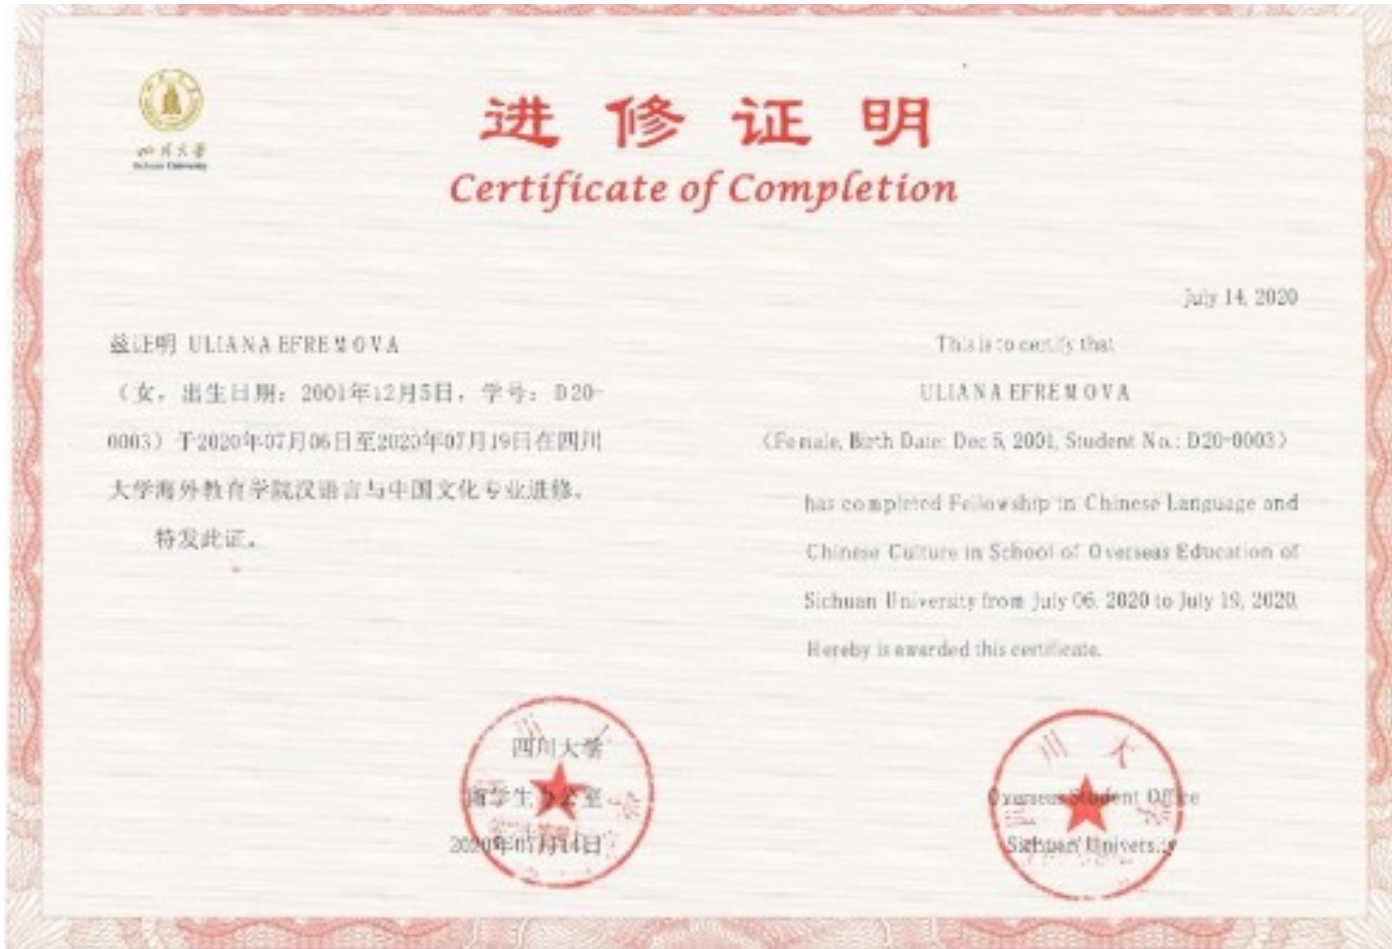 四川大学
Sichuan University
进修证明
Certificate of Completion
兹证明 ULIANA EFREMOVA
（女，出生日期：2001年12月5日，学号：D20-
0003）于2020年07月06日至2020年07月19日在四川
大学海外教育学院汉语言与中国文化专业进修。
特发此证。
四川大学
留学生办公室
2020年07月14日
July 14, 2020
This is to certify that
ULIANA EFREMOVA
（Female, Birth Date: Dec 5, 2001, Student No.: D20-0003）
has completed Fellowship in Chinese Language and
Chinese Culture in School of Overseas Education of
Sichuan University from July 06, 2020 to July 19, 2020.
Hereby is awarded this certificate.
Overseas Student Office
Sichuan University